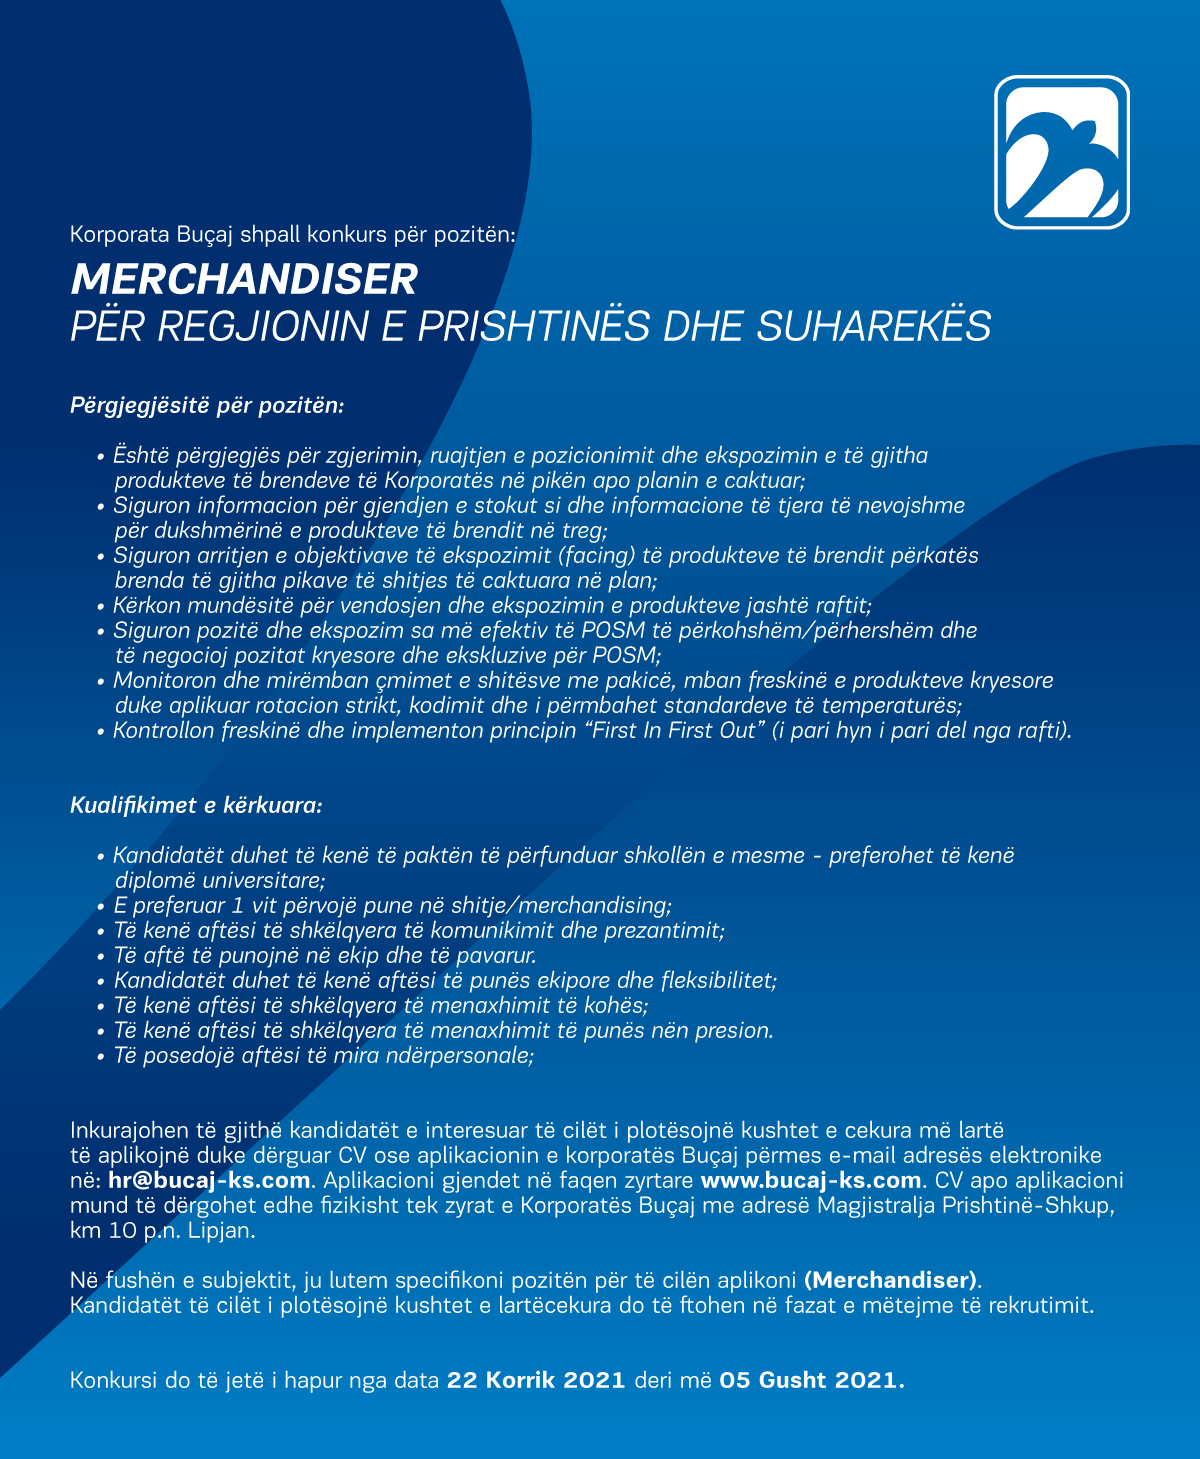 Korporata Buçaj shpall konkurs për pozitën:
MERCHANDISER
PËR REGJIONIN E PRISHTINËS DHE SUHAREKËS
Përgjegjësitë për pozitën:
• Është përgjegjës për zgjerimin, ruajtjen e pozicionimit dhe ekspozimin e të gjitha
produkteve të brendeve të Korporatës në pikën apo planin e caktuar;
• Siguron informacion për gjendjen e stokut si dhe informacione të tjera të nevojshme
për dukshmërinë e produkteve të brendit në treg;
• Siguron arritjen e objektivave të ekspozimit (facing) të produkteve të brendit përkatës
brenda të gjitha pikave të shitjes të caktuara në plan;
• Kërkon mundësitë për vendosjen dhe ekspozimin e produkteve jashtë raftit;
• Siguron pozitë dhe ekspozim sa më efektiv të POSM të përkohshëm/përhershëm dhe
të negocioj pozitat kryesore dhe ekskluzive për POSM;
• Monitoron dhe mirëmban çmimet e shitësve me pakicë, mban freskinë e produkteve kryesore
duke aplikuar rotacion strikt, kodimit dhe i përmbahet standardeve të temperaturës;
• Kontrollon freskinë dhe implementon principin “First In First Out” (i pari hyn i pari del nga rafti).
Kualifikimet e kërkuara:
• Kandidatët duhet të kenë të paktën të përfunduar shkollën e mesme - preferohet të kenë
diplomë universitare;
• E preferuar 1 vit përvojë pune në shitje/merchandising;
• Të kenë aftësi të shkëlqyera të komunikimit dhe prezantimit;
• Të aftë të punojnë në ekip dhe të pavarur.
• Kandidatët duhet të kenë aftësi të punës ekipore dhe fleksibilitet;
• Të kenë aftësi të shkëlqyera të menaxhimit të kohës;
• Të kenë aftësi të shkëlqyera të menaxhimit të punës nën presion.
• Të posedojë aftësi të mira ndërpersonale;
Inkurajohen të gjithë kandidatët e interesuar të cilët i plotësojnë kushtet e cekura më lartë
të aplikojnë duke dërguar CV ose aplikacionin e korporatës Buçaj përmes e-mail adresës elektronike
në: hr@bucaj-ks.com. Aplikacioni gjendet në faqen zyrtare www.bucaj-ks.com. CV apo aplikacioni
mund të dërgohet edhe fizikisht tek zyrat e Korporatës Buçaj me adresë Magjistralja Prishtinë-Shkup,
km 10 p.n. Lipjan.
Në fushën e subjektit, ju lutem specifikoni pozitën për të cilën aplikoni (Merchandiser).
Kandidatët të cilët i plotësojnë kushtet e lartëcekura do të ftohen në fazat e mëtejme të rekrutimit.
Konkursi do të jetë i hapur nga data 22 Korrik 2021 deri më 05 Gusht 2021.